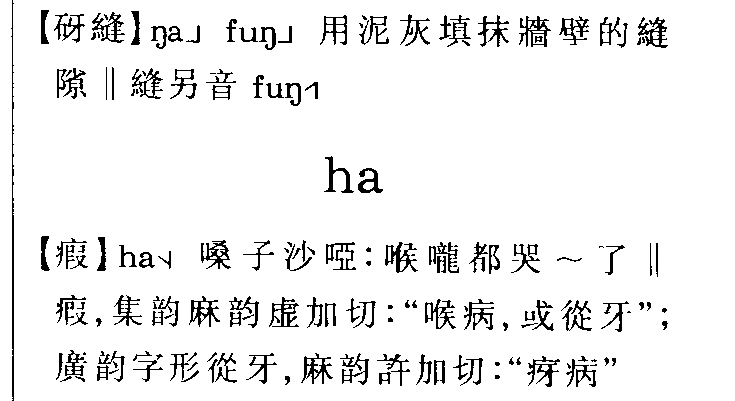 【砑縫】ŋa˩ fuŋ˩ 用泥灰填抹牆壁的縫
隙‖縫另音 fuŋ˧˥
ha
【瘕】ha˨˩ 嗓子沙啞：喉嚨都哭～了‖
瘕，集韵麻韵虛加切：“喉病，或從牙”；
廣韵字形從牙，麻韵許加切：“疨病”